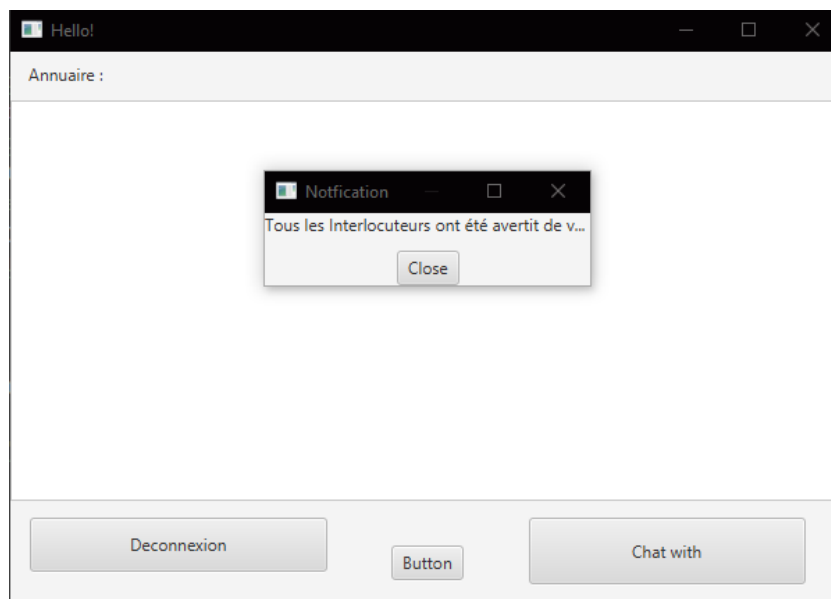 Hello!
Annuaire :
Notfication
Tous les Interlocuteurs ont été avertit de v...
Close
Deconnexion
Button
Chat with